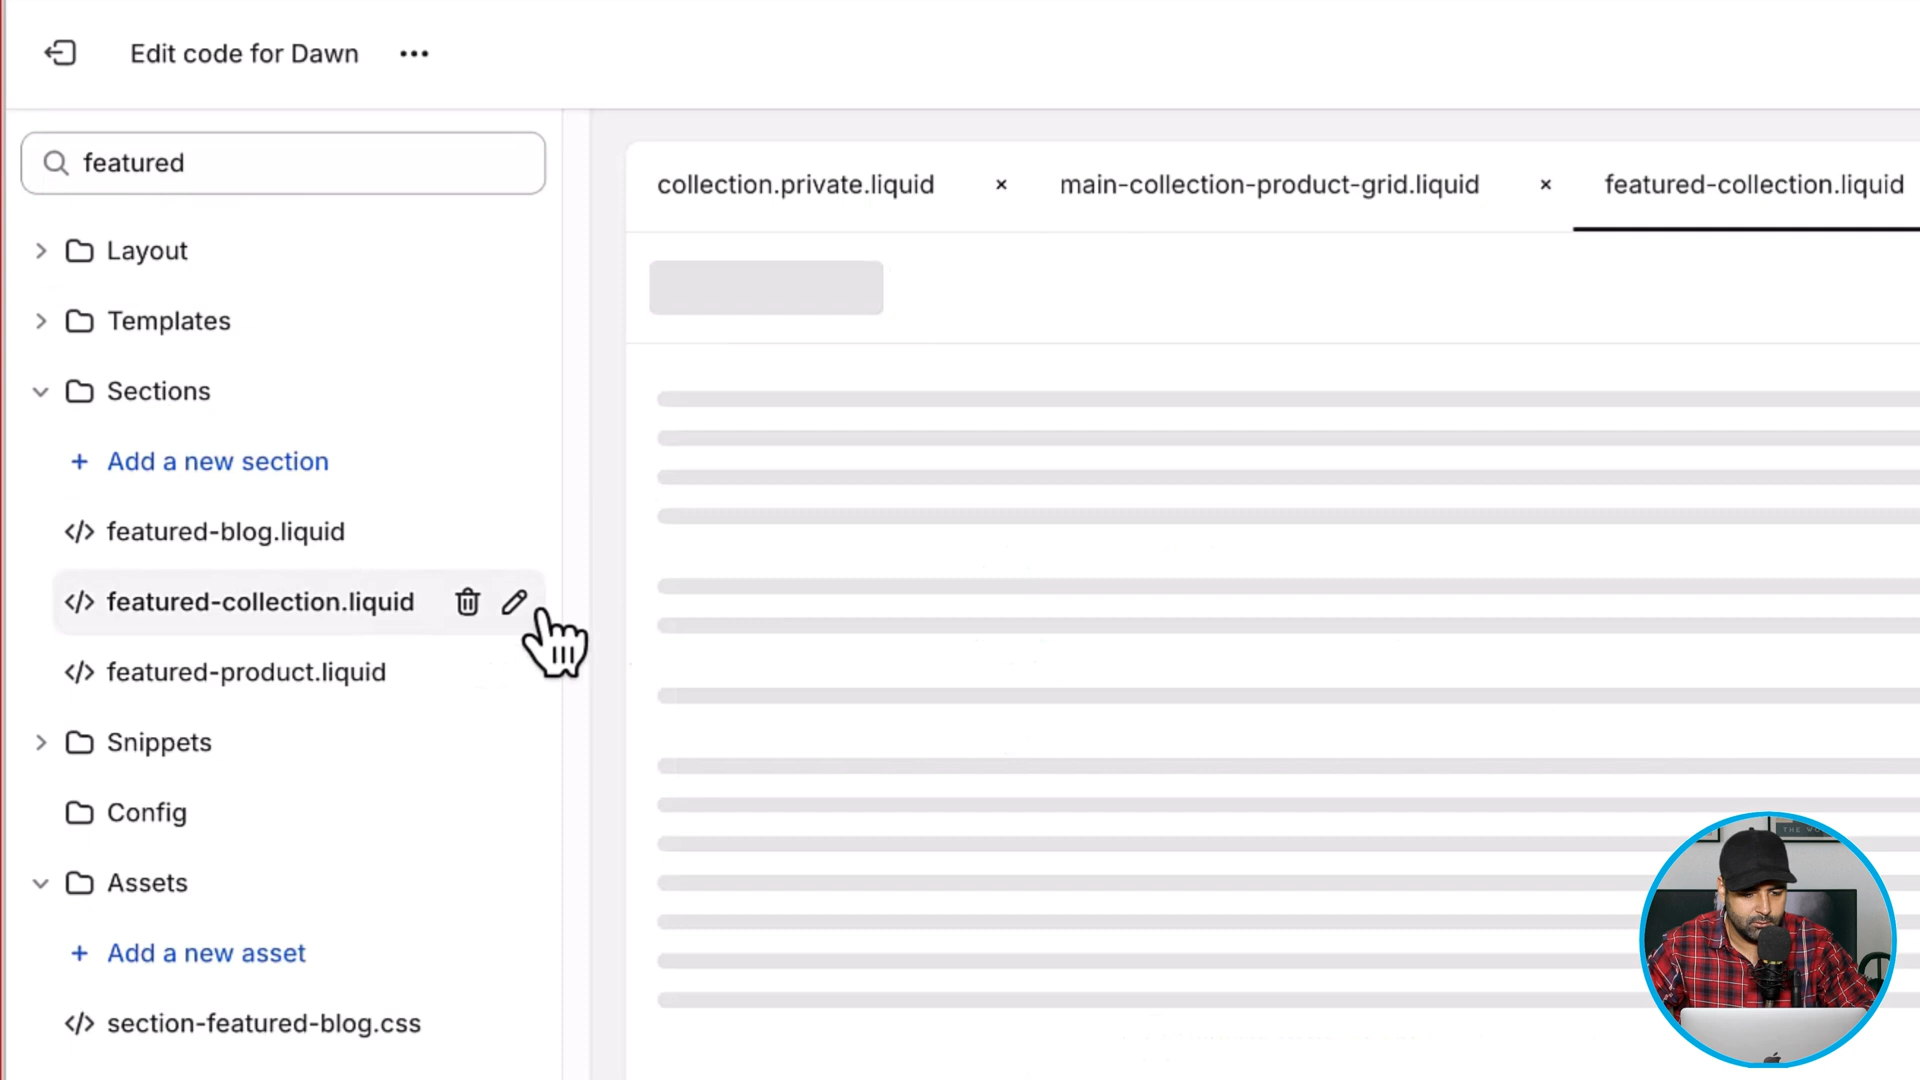 Edit code for Dawn
featured
Layout
Templates
Sections
+ Add a new section
featured-blog.liquid
featured-collection.liquid
featured-product.liquid
Snippets
Config
Assets
+ Add a new asset
section-featured-blog.css
collection.private.liquid
main-collection-product-grid.liquid
featured-collection.liquid